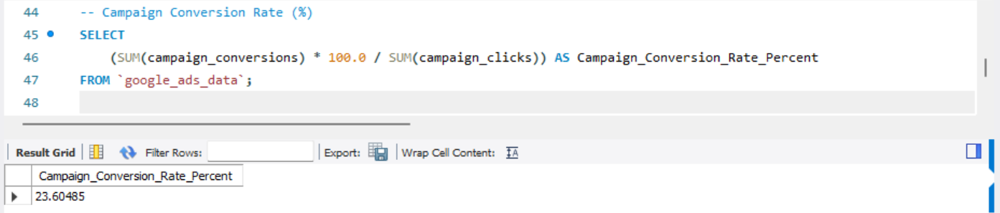 44 -- Campaign Conversion Rate (%)
45 SELECT
46 (SUM(campaign_conversions) * 100.0 / SUM(campaign_clicks)) AS Campaign_Conversion_Rate_Percent
47 FROM `google_ads_data`;
48
Result Grid Filter Rows: Export: Wrap Cell Content: IA
Campaign_Conversion_Rate_Percent
23.60485